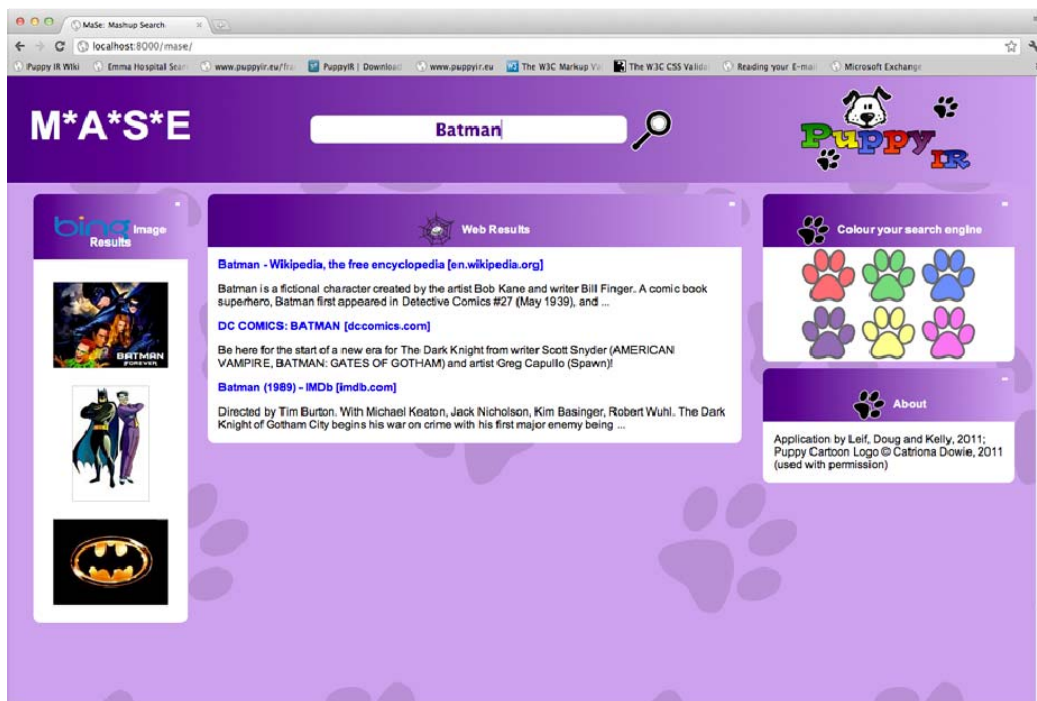 MaSe: Mashup Search
localhost:8000/mase/
Puppy IR Wiki Emma Hospital Sear www.puppyir.eu/fra PuppyIR | Download www.puppyir.eu The W3C Markup Va The W3C CSS Valida Reading your E-mai Microsoft Exchange
M*A*S*E
Batman
Puppy
IR
bing Image
Results
BATMAN
FOREVER
Web Results
Batman - Wikipedia, the free encyclopedia [en.wikipedia.org]
Batman is a fictional character created by the artist Bob Kane and writer Bill Finger. A comic book
superhero, Batman first appeared in Detective Comics #27 (May 1939), and ...
DC COMICS: BATMAN [dccomics.com]
Be here for the start of a new era for The Dark Knight from writer Scott Snyder (AMERICAN
VAMPIRE, BATMAN: GATES OF GOTHAM) and artist Greg Capullo (Spawn)!
Batman (1989) - IMDb [imdb.com]
Directed by Tim Burton. With Michael Keaton, Jack Nicholson, Kim Basinger, Robert Wuhl. The Dark
Knight of Gotham City begins his war on crime with his first major enemy being ...
Colour your search engine
About
Application by Leif, Doug and Kelly, 2011;
Puppy Cartoon Logo © Catriona Dowie, 2011
(used with permission)